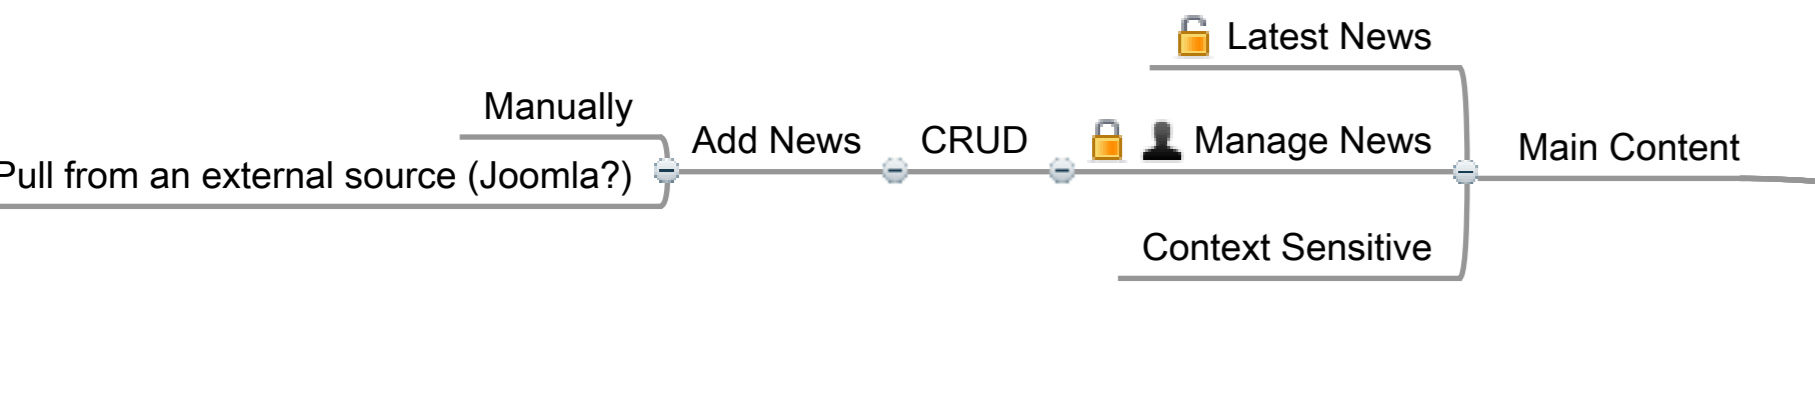 Latest News
Manually
Add News
CRUD
Manage News
Main Content
Pull from an external source (Joomla?)
Context Sensitive